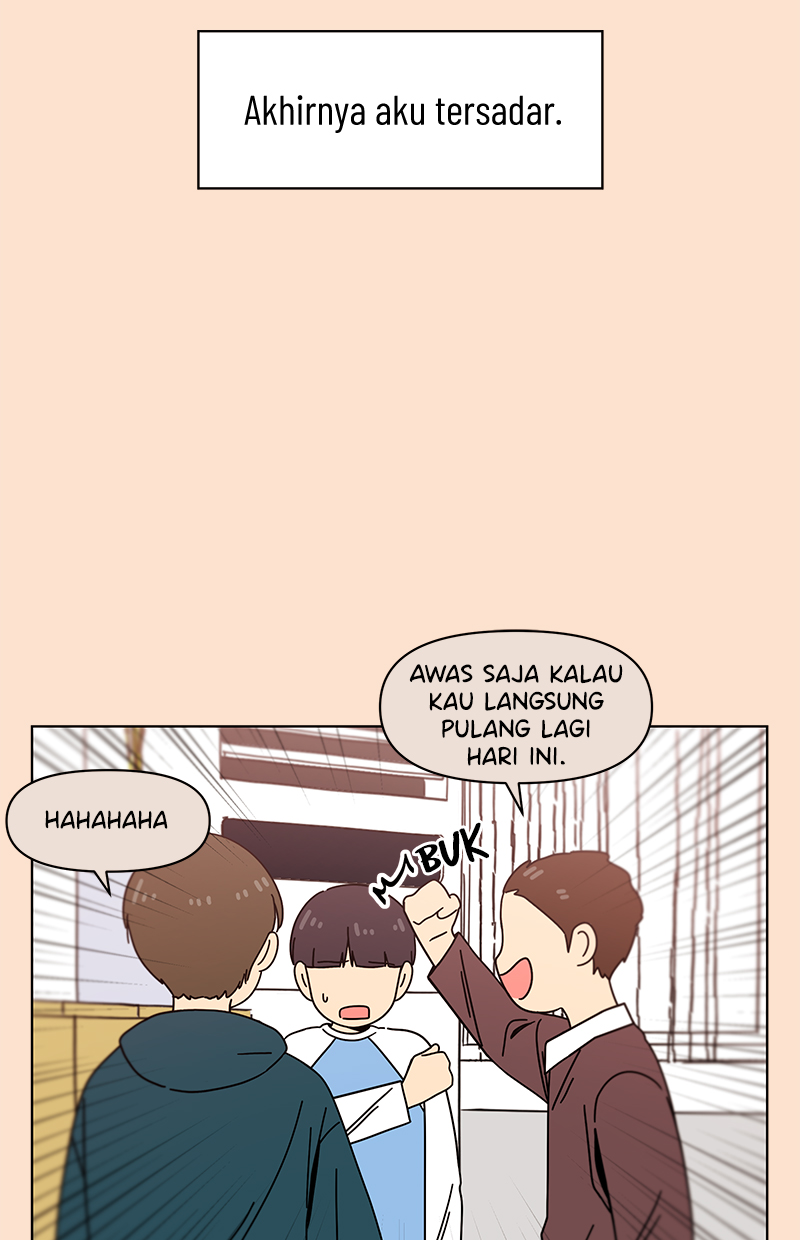 Akhirnya aku tersadar.
AWAS SAJA KALAU
KAU LANGSUNG
PULANG LAGI
HARI INI.
HAHAHAHA
BUK